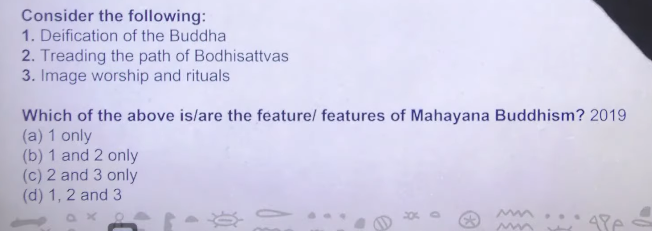 Consider the following:
1. Deification of the Buddha
2. Treading the path of Bodhisattvas
3. Image worship and rituals
Which of the above is/are the feature/ features of Mahayana Buddhism? 2019
(a) 1 only
(b) 1 and 2 only
(c) 2 and 3 only
(d) 1, 2 and 3